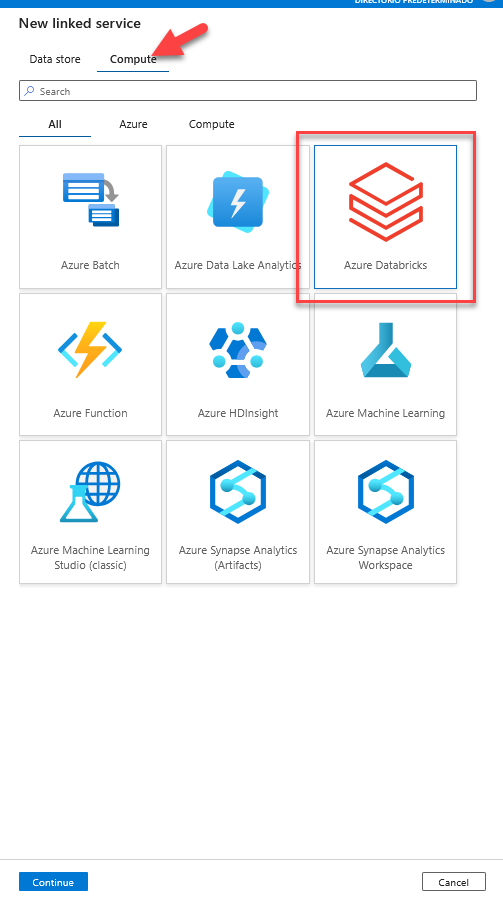 DIRECTORIO PREDETERMINADO
New linked service
Data store
Compute
Search
All
Azure
Compute
Azure Batch
Azure Data Lake Analytics
Azure Databricks
Azure Function
Azure HDInsight
Azure Machine Learning
Azure Machine Learning
Studio (classic)
Azure Synapse Analytics
(Artifacts)
Azure Synapse Analytics
Workspace
Continue
Cancel